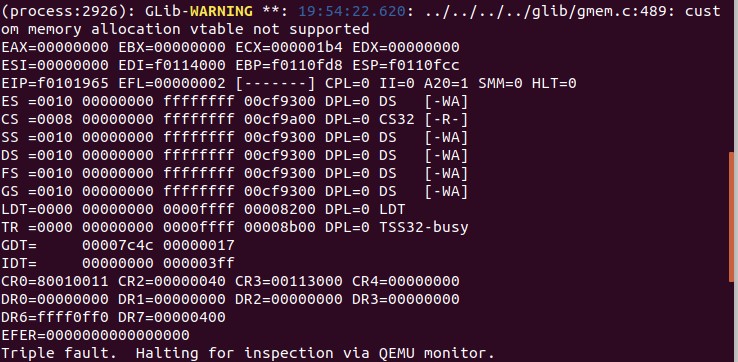 (process:2926): GLib-WARNING **: 19:54:22.620: ../../../../glib/gmem.c:489: cust
om memory allocation vtable not supported
EAX=00000000 EBX=00000000 ECX=000001b4 EDX=00000000
ESI=00000000 EDI=f0114000 EBP=f0110fd8 ESP=f0110fcc
EIP=f0101965 EFL=00000002 [-------] CPL=0 II=0 A20=1 SMM=0 HLT=0
ES =0010 00000000 ffffffff 00cf9300 DPL=0 DS   [-WA]
CS =0008 00000000 ffffffff 00cf9a00 DPL=0 CS32 [-R-]
SS =0010 00000000 ffffffff 00cf9300 DPL=0 DS   [-WA]
DS =0010 00000000 ffffffff 00cf9300 DPL=0 DS   [-WA]
FS =0010 00000000 ffffffff 00cf9300 DPL=0 DS   [-WA]
GS =0010 00000000 ffffffff 00cf9300 DPL=0 DS   [-WA]
LDT=0000 00000000 0000ffff 00008200 DPL=0 LDT
TR =0000 00000000 0000ffff 00008b00 DPL=0 TSS32-busy
GDT=     00007c4c 00000017
IDT=     00000000 000003ff
CR0=80010011 CR2=00000040 CR3=00113000 CR4=00000000
DR0=00000000 DR1=00000000 DR2=00000000 DR3=00000000
DR6=ffff0ff0 DR7=00000400
EFER=0000000000000000
Triple fault.  Halting for inspection via QEMU monitor.